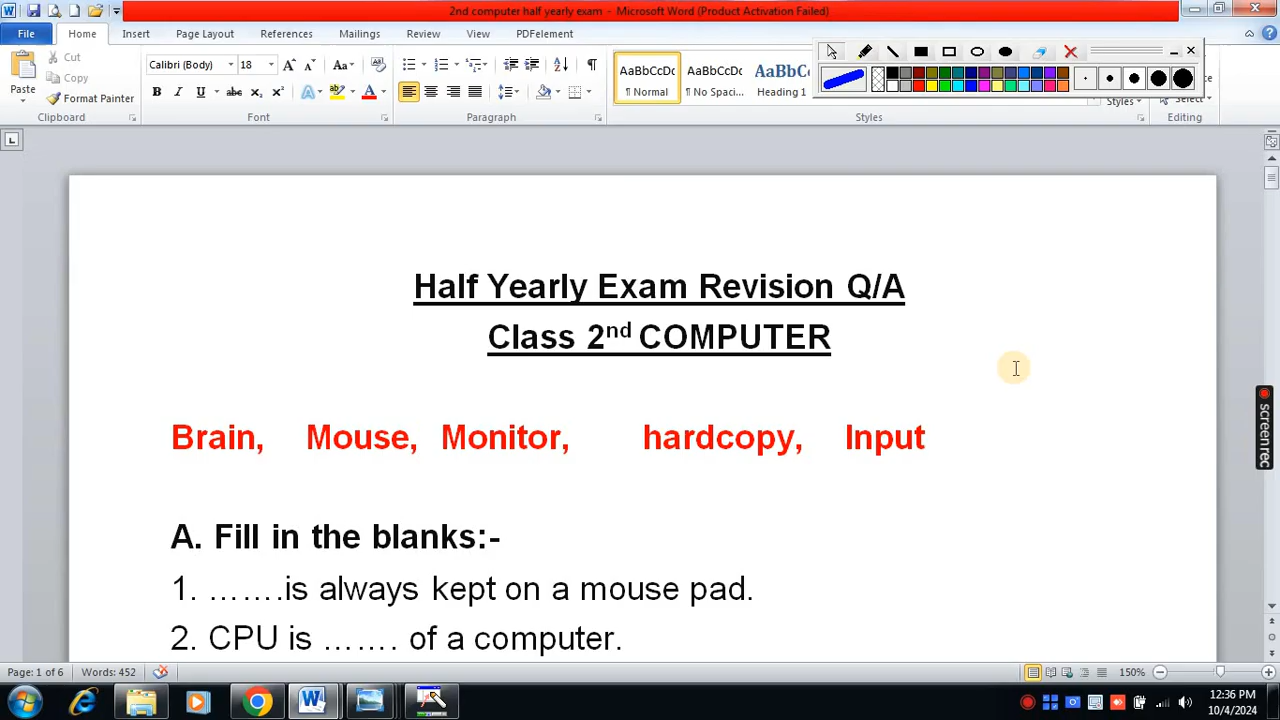 2nd computer half yearly exam - Microsoft Word (Product Activation Failed)
File Home Insert Page Layout References Mailings Review View PDFelement
Paste
Cut
Copy
Format Painter
Clipboard
Calibri (Body) 18
Font
Paragraph
AaBbCcDc AaBbCcDc AaBbC
¶ Normal ¶ No Spaci... Heading 1
Styles
Styles
Editing
Half Yearly Exam Revision Q/A
Class 2nd COMPUTER
Brain, Mouse, Monitor, hardcopy, Input
A. Fill in the blanks:-
1. …….is always kept on a mouse pad.
2. CPU is ……. of a computer.
screen rec
Page: 1 of 6 Words: 452 150%
12:36 PM
10/4/2024